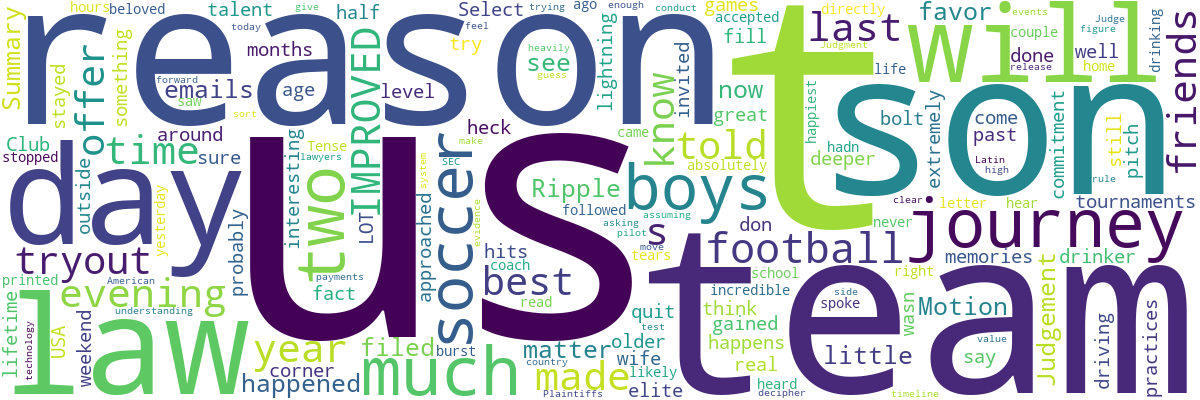 reason
us
t
son
team
will
day
law
journey
football
soccer
two
boys
evening
much
best
time
told
last
know
tryout
year
made
IMPROVED
offer
friends
s
little
Motion
Judgement
Ripple
Summary
beloved
hours
talent
half
Select
ago
try
games
accepted
fill
give
enough
conduct
trying
feel
today
directly
favor
events
Judge
figure
couple
done
well
release
home
drinking
stayed
something
months
emails
forward
saw
sort
age
level
see
heavily
guess
lightning
invited
now
great
Judgment
life
happiest
bolt
extremely
come
past
Latin
high
commitment
still
pitch
rule
Club
stopped
around
sure
outside
yesterday
probably
interesting
Tense
lawyers
LOT
heck
SEC
make
system
evidence
approached
followed
hits
coach
read
came
absolutely
asking
assuming
pilot
move
tears
don
hadn
deeper
never
clear
letter
hear
tournaments
memories
drinker
school
right
wasn
side
spoke
value
say
driving
practices
timeline
think
gained
happens
real
incredible
heard
decipher
quit
test
older
wife
likely
elite
matter
country
Plaintiffs
burst
filed
fact
payments
corner
happened
weekend
USA
lifetime
technology
printed
American
understanding